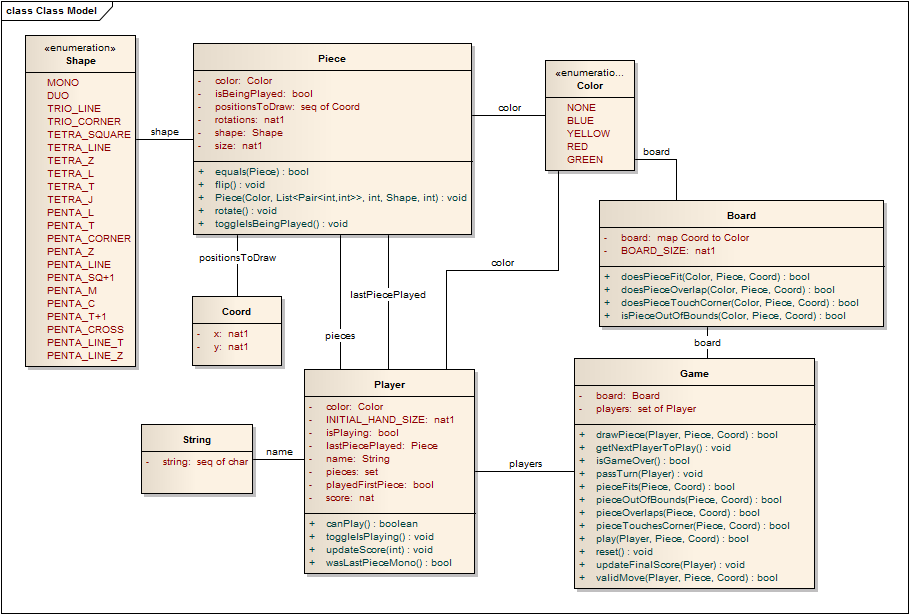 class Class Model
«enumeration»
Shape
MONO
DUO
TRIO_LINE
TRIO_CORNER
TETRA_SQUARE
TETRA_LINE
TETRA_Z
TETRA_L
TETRA_T
TETRA_J
PENTA_L
PENTA_T
PENTA_CORNER
PENTA_Z
PENTA_LINE
PENTA_SQ+1
PENTA_M
PENTA_C
PENTA_T+1
PENTA_CROSS
PENTA_LINE_T
PENTA_LINE_Z
shape
Piece
- color: Color
- isBeingPlayed: bool
- positionsToDraw: seq of Coord
- rotations: nat1
- shape: Shape
- size: nat1
+ equals(Piece) : bool
+ flip() : void
+ Piece(Color, List<Pair<int,int>>, int, Shape, int) : void
+ rotate() : void
+ toggleIsBeingPlayed() : void
color
«enumeratio...
Color
NONE
BLUE
YELLOW
RED
GREEN
board
Board
- board: map Coord to Color
- BOARD_SIZE: nat1
+ doesPieceFit(Color, Piece, Coord) : bool
+ doesPieceOverlap(Color, Piece, Coord) : bool
+ doesPieceTouchCorner(Color, Piece, Coord) : bool
+ isPieceOutOfBounds(Color, Piece, Coord) : bool
positionsToDraw
color
lastPiecePlayed
Coord
- x: nat1
- y: nat1
pieces
board
Player
- color: Color
- INITIAL_HAND_SIZE: nat1
- isPlaying: bool
- lastPiecePlayed: Piece
- name: String
- pieces: set
- playedFirstPiece: bool
- score: nat
+ canPlay() : boolean
+ toggleIsPlaying() : void
+ updateScore(int) : void
+ wasLastPieceMono() : bool
String
- string: seq of char
name
players
Game
- board: Board
- players: set of Player
+ drawPiece(Player, Piece, Coord) : bool
+ getNextPlayerToPlay() : void
+ isGameOver() : bool
+ passTurn(Player) : void
+ pieceFits(Piece, Coord) : bool
+ pieceOutOfBounds(Piece, Coord) : bool
+ pieceOverlaps(Piece, Coord) : bool
+ pieceTouchesCorner(Piece, Coord) : bool
+ play(Player, Piece, Coord) : bool
+ reset() : void
+ updateFinalScore(Player) : void
+ validMove(Player, Piece, Coord) : bool